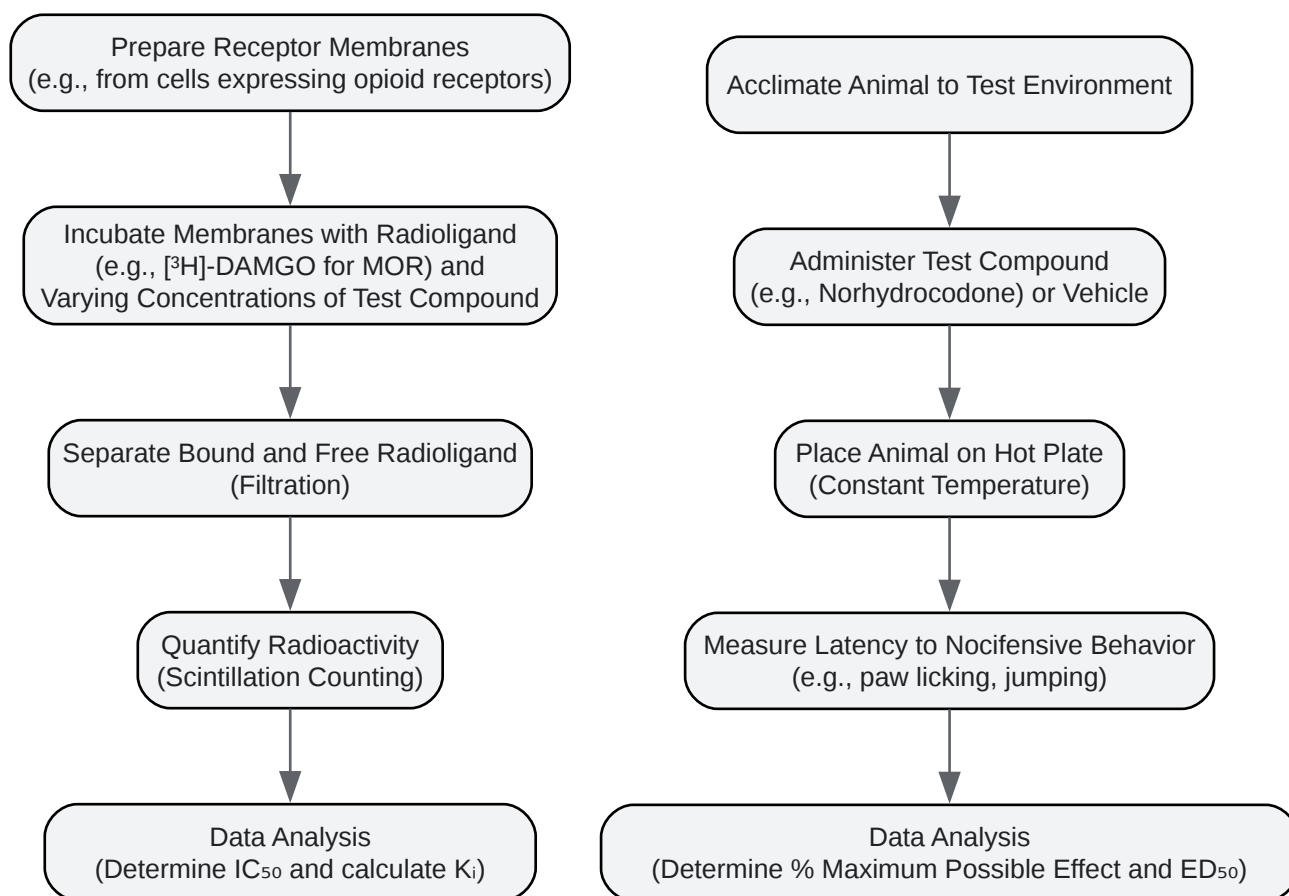 Prepare Receptor Membranes
(e.g., from cells expressing opioid receptors)
Incubate Membranes with Radioligand
(e.g., [³H]-DAMGO for MOR) and
Varying Concentrations of Test Compound
Separate Bound and Free Radioligand
(Filtration)
Quantify Radioactivity
(Scintillation Counting)
Data Analysis
(Determine IC₅₀ and calculate Kᵢ)
Acclimate Animal to Test Environment
Administer Test Compound
(e.g., Norhydrocodone) or Vehicle
Place Animal on Hot Plate
(Constant Temperature)
Measure Latency to Nocifensive Behavior
(e.g., paw licking, jumping)
Data Analysis
(Determine % Maximum Possible Effect and ED₅₀)